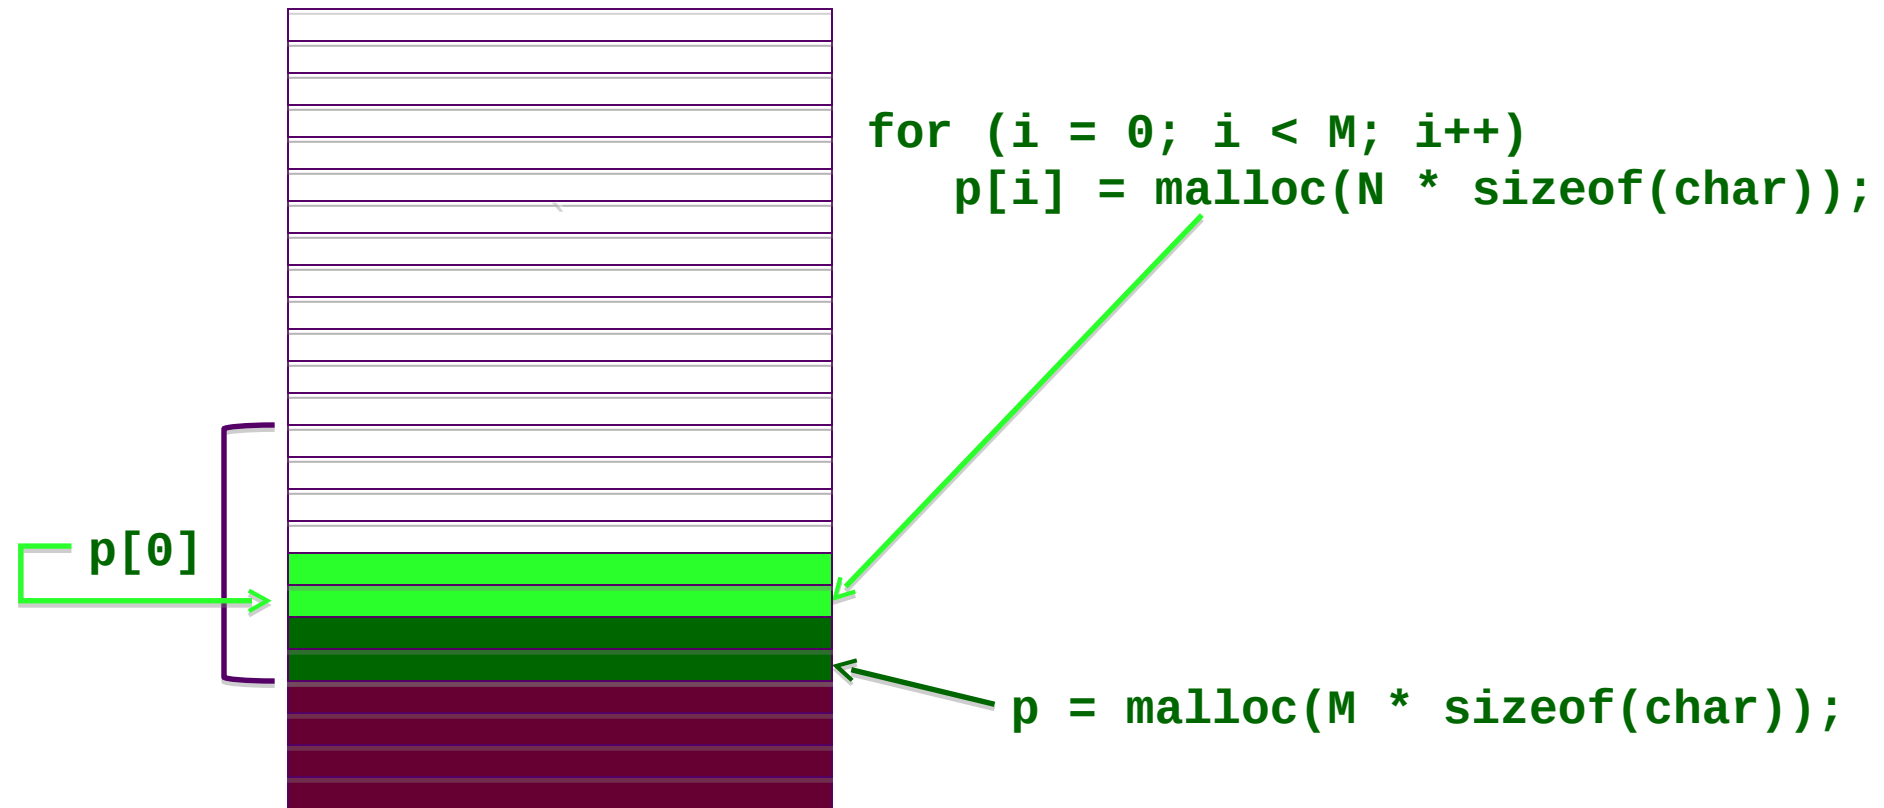 for (i = 0; i < M; i++)
p[i] = malloc(N * sizeof(char));
p[0]
p = malloc(M * sizeof(char));